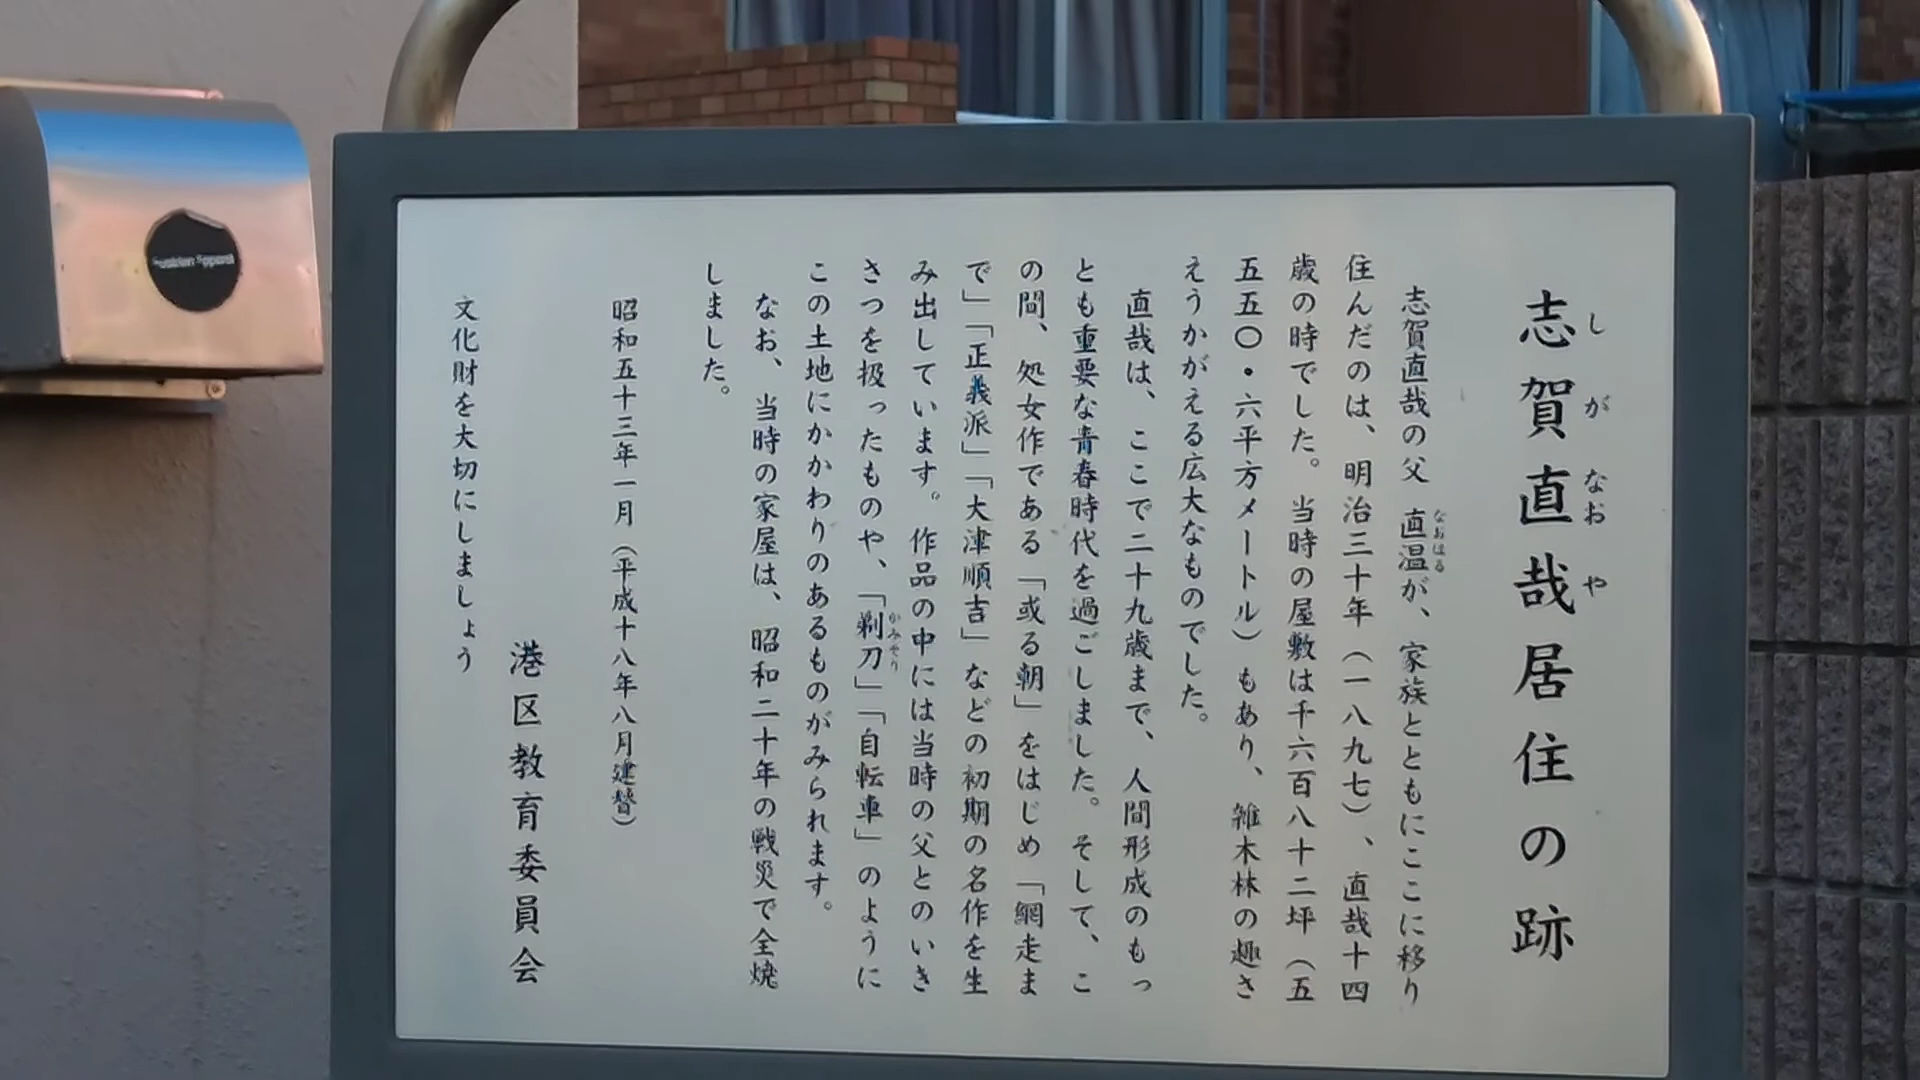 志賀直哉居住の跡
しがなおや
志賀直哉の父 直温が、家族とともにここに移り
なおはる
住んだのは、明治三十年（一八九七）、直哉十四
歳の時でした。当時の屋敷は千六百八十二坪（五
五五〇・六平方メートル）もあり、雑木林の趣さ
えうかがえる広大なものでした。
直哉は、ここで二十九歳まで、人間形成のもっ
とも重要な青春時代を過ごしました。そして、こ
の間、処女作である「或る朝」をはじめ「網走ま
で」「正義派」「大津順吉」などの初期の名作を生
み出しています。作品の中には当時の父とのいき
さつを扱ったものや、「剃刀」「自転車」のように
かみそり
この土地にかかわりのあるものがみられます。
なお、当時の家屋は、昭和二十年の戦災で全焼
しました。
昭和五十三年一月（平成十八年八月建替）
港区教育委員会
文化財を大切にしましょう